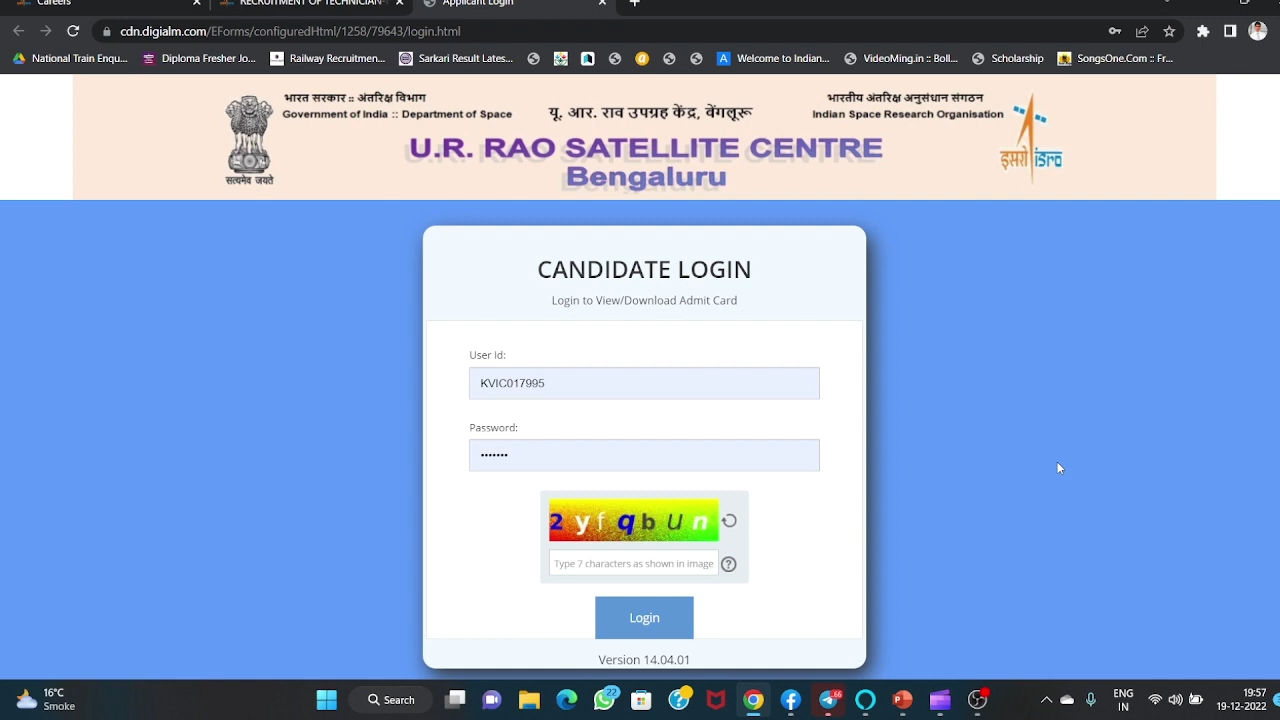 Careers
RECRUITMENT OF TECHNICIAN-
Applicant Login
cdn.digialm.com/EForms/configuredHtml/1258/79643/login.html
National Train Enqu...
Diploma Fresher Jo...
Sarkari Result Lates...
Welcome to Indian...
VideoMing.in :: Boll...
Scholarship
SongsOne.Com :: Fr...
भारत सरकार :: अंतरिक्ष विभाग
Government of India :: Department of Space
यू. आर. राव उपग्रह केंद्र, बेंगलूरू
भारतीय अंतरिक्ष अनुसंधान संगठन
Indian Space Research Organisation
U.R. RAO SATELLITE CENTRE
Bengaluru
सत्यमेव जयते
इसरो isro
CANDIDATE LOGIN
Login to View/Download Admit Card
User Id:
KVIC017995
Password:
•••••••
2yfqbUn
Type 7 characters as shown in image
Login
Version 14.04.01
16°C
Smoke
Search
22
66
ENG
IN
19:57
19-12-2022